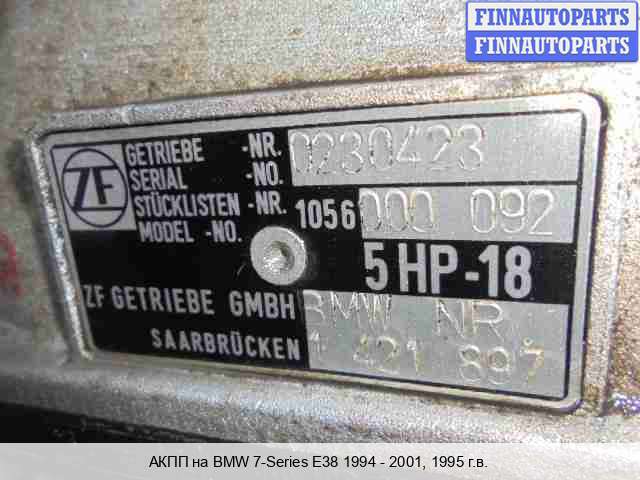 FINNAUTOPARTS
FINNAUTOPARTS
ZF
GETRIEBE -NR. 0230423
SERIAL -NO.
STÜCKLISTEN -NR. 1056 000 092
MODEL -NO.
5 HP-18
ZF GETRIEBE GMBH BMW NR
SAARBRÜCKEN 1 421 897
АКПП на BMW 7-Series E38 1994 - 2001, 1995 г.в.